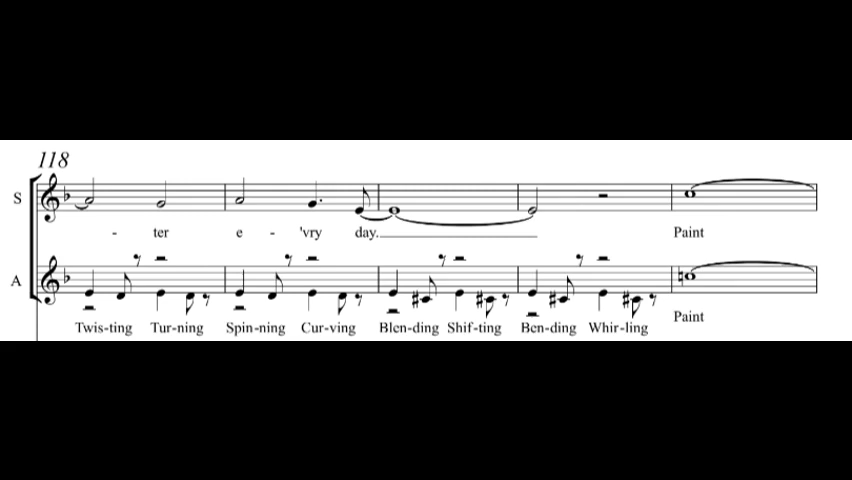 118
S
- ter e - 'vry day. Paint
A
Paint
Twis-ting Tur-ning Spin-ning Cur-ving Blen-ding Shif-ting Ben-ding Whir-ling